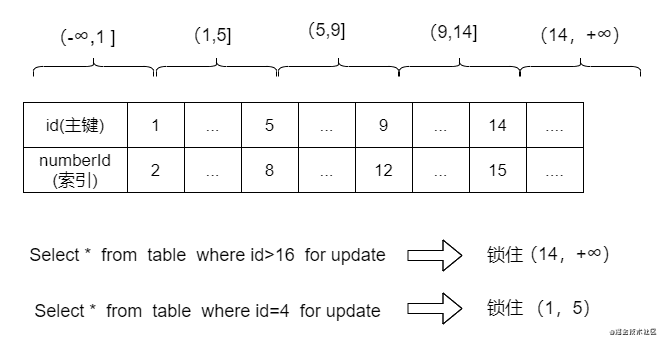 (-∞,1 ] (1,5] (5,9] (9,14] (14，+∞)
id(主键) 1 ... 5 ... 9 ... 14 ....
numberId
(索引) 2 ... 8 ... 12 ... 15 ....
Select * from table where id>16 for update 锁住（14，+∞）
Select * from table where id=4 for update 锁住 （1，5）
@掘金技术社区